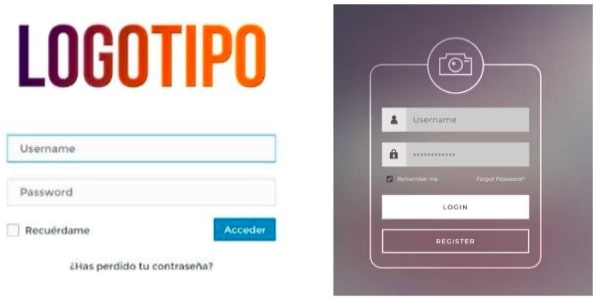 LOGOTIPO
Username
Password
Recuérdame
Acceder
¿Has perdido tu contraseña?
Username
************
Remember me
Forgot Password?
LOGIN
REGISTER